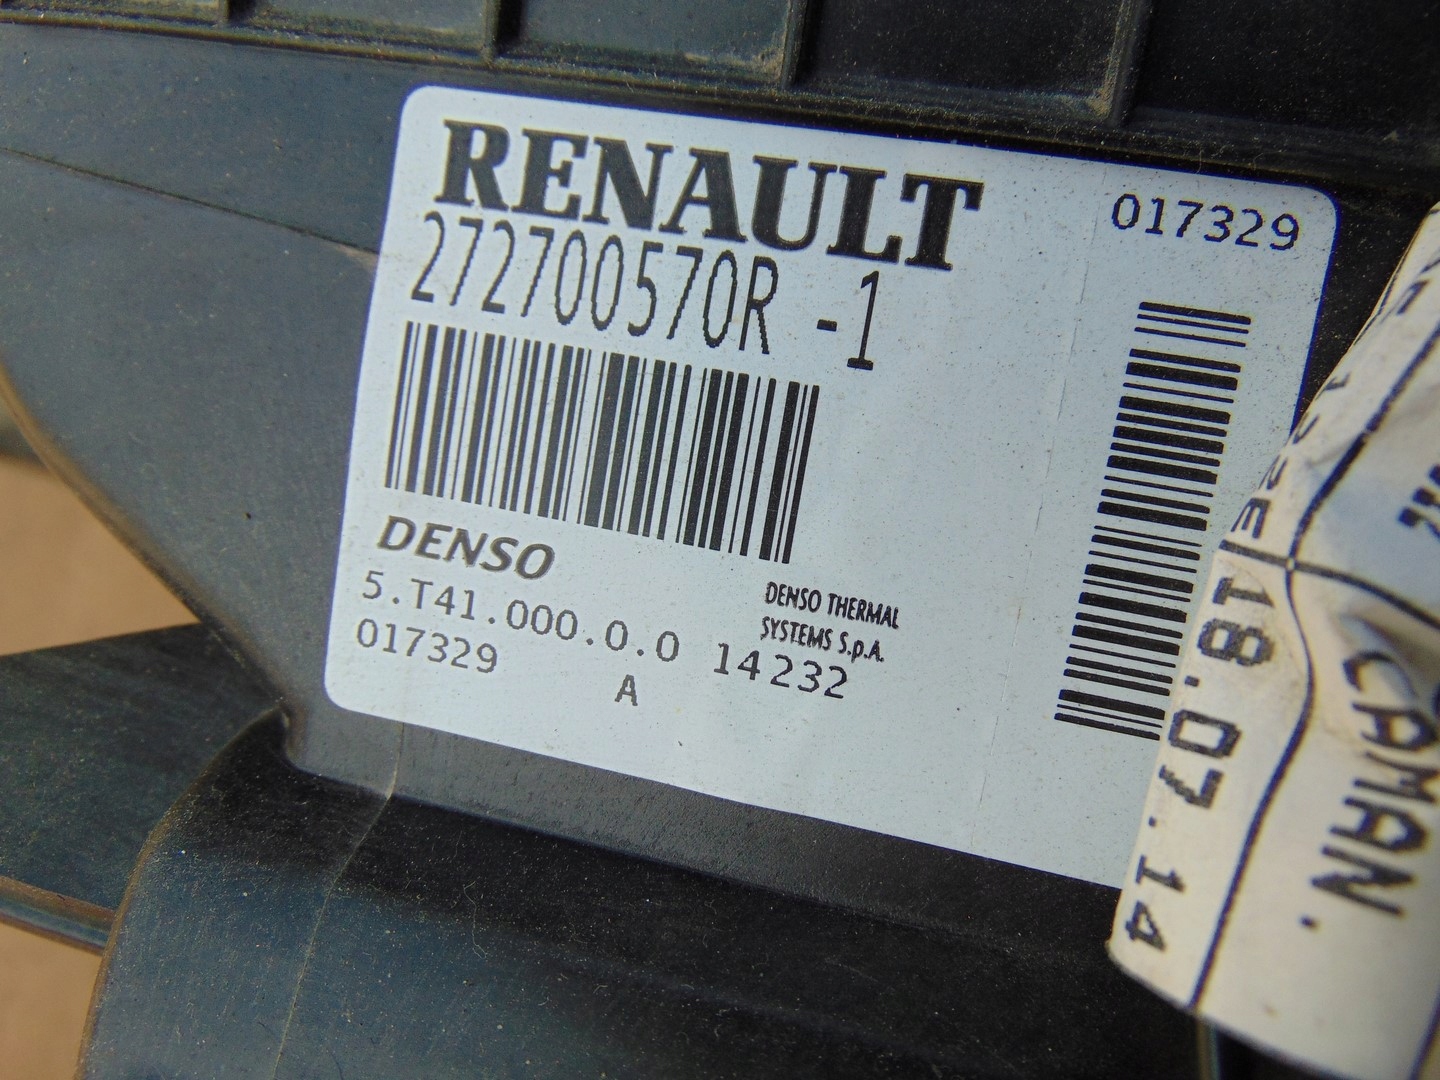 RENAULT
017329
272700570R -1
DENSO
5.T41.000.0.0 14232
DENSO THERMAL
SYSTEMS S.p.A.
017329
A
18.07.14
CAMAN.